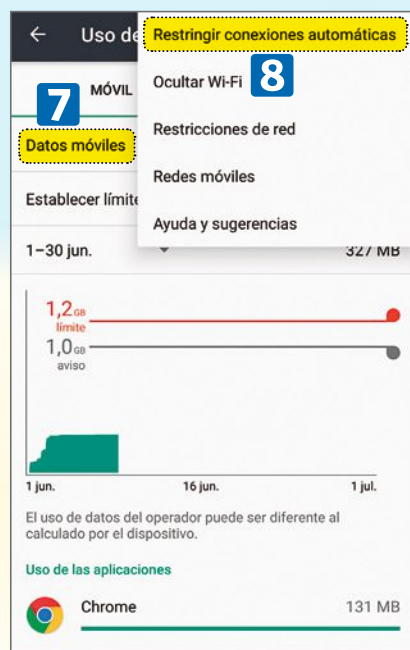 ← Uso de
Restringir conexiones automáticas
Ocultar Wi-Fi
8
Restricciones de red
Redes móviles
Ayuda y sugerencias
7
MÓVIL
Datos móviles
Establecer límite
1–30 jun.
327 MB
1,2 GB
límite
1,0 GB
aviso
1 jun.
16 jun.
1 jul.
El uso de datos del operador puede ser diferente al
calculado por el dispositivo.
Uso de las aplicaciones
Chrome
131 MB